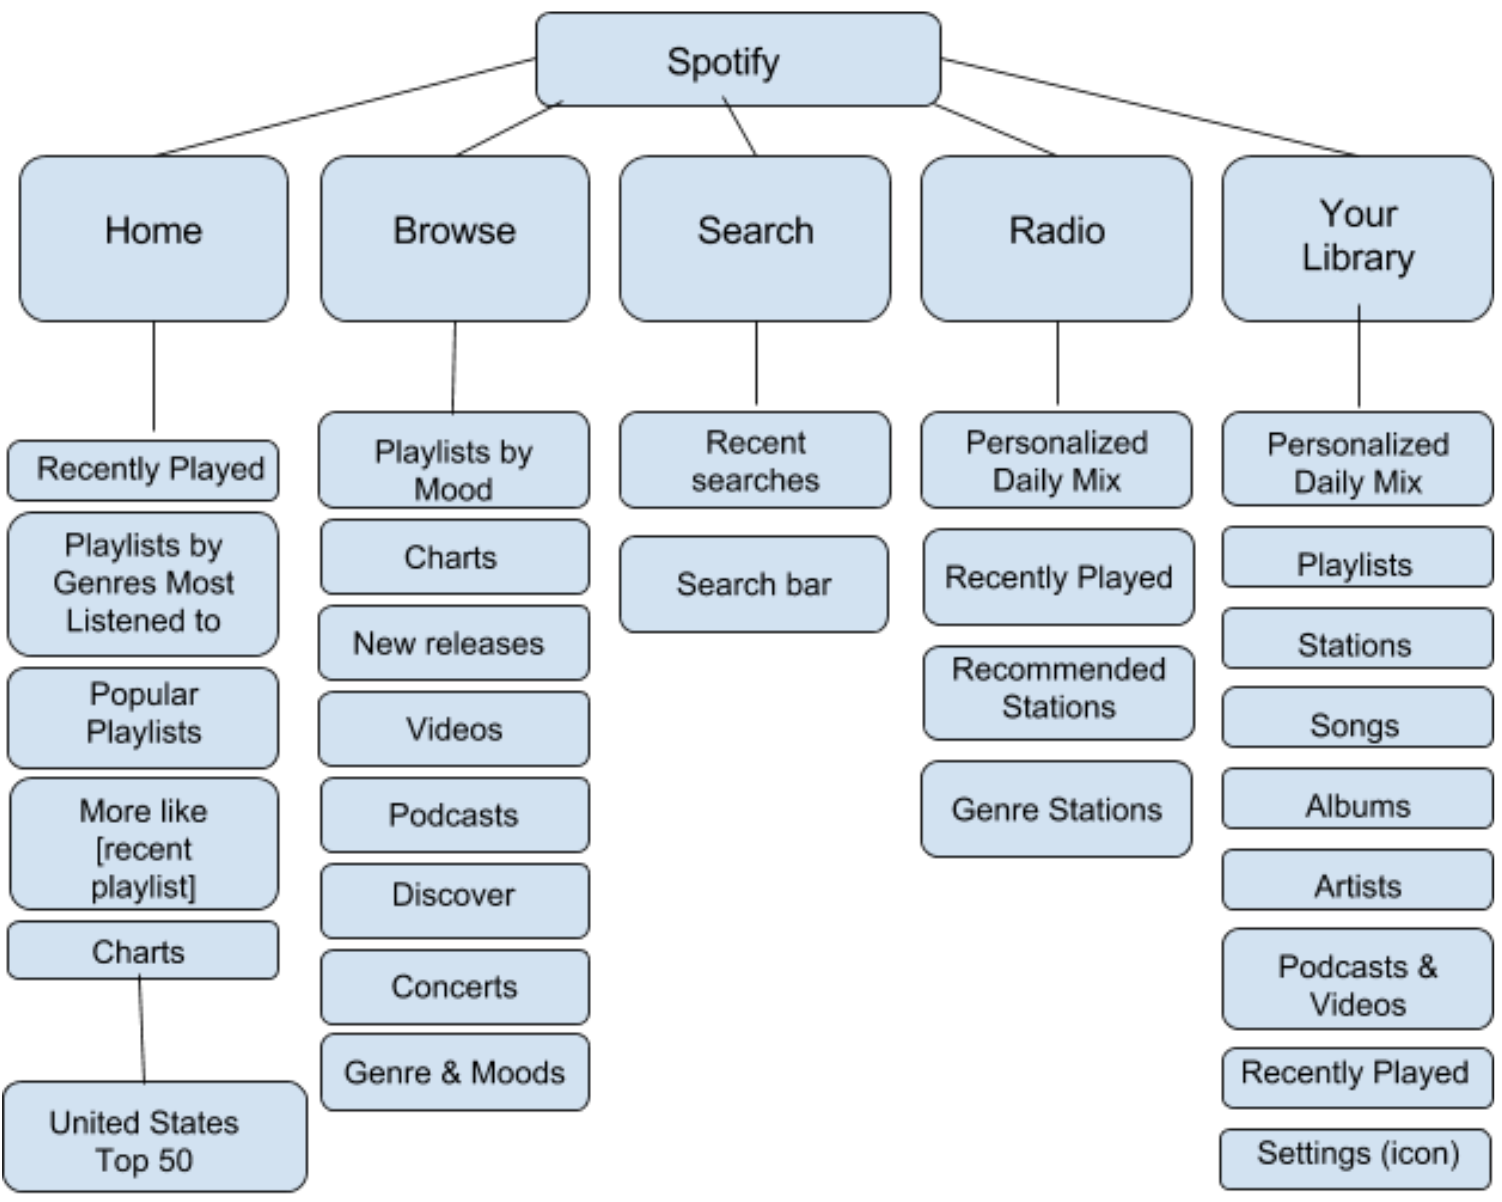 Spotify
Home
Browse
Search
Radio
Your
Library
Recently Played
Playlists by
Genres Most
Listened to
Popular
Playlists
More like
[recent
playlist]
Charts
United States
Top 50
Playlists by
Mood
Charts
New releases
Videos
Podcasts
Discover
Concerts
Genre & Moods
Recent
searches
Search bar
Personalized
Daily Mix
Recently Played
Recommended
Stations
Genre Stations
Personalized
Daily Mix
Playlists
Stations
Songs
Albums
Artists
Podcasts &
Videos
Recently Played
Settings (icon)